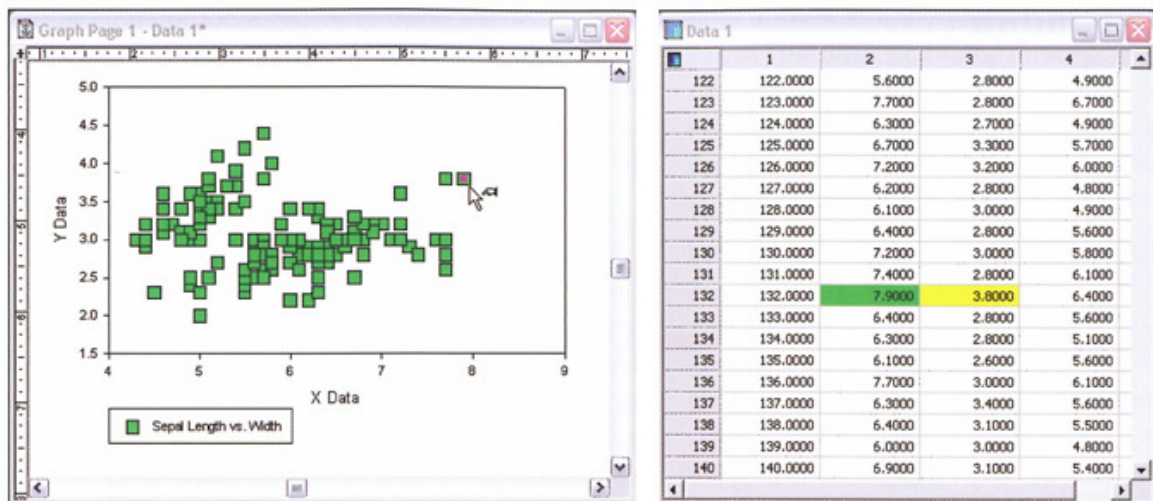 Graph Page 1 - Data 1*
5.0
4.5
4.0
3.5
3.0
2.5
2.0
1.5
Y Data
4 5 6 7 8 9
X Data
Sepal Length vs. Width
Data 1
1 2 3 4
122 122.0000 5.6000 2.8000 4.9000
123 123.0000 7.7000 2.8000 6.7000
124 124.0000 6.3000 2.7000 4.9000
125 125.0000 6.7000 3.3000 5.7000
126 126.0000 7.2000 3.2000 6.0000
127 127.0000 6.2000 2.8000 4.8000
128 128.0000 6.1000 3.0000 4.9000
129 129.0000 6.4000 2.8000 5.6000
130 130.0000 7.2000 3.0000 5.8000
131 131.0000 7.4000 2.8000 6.1000
132 132.0000 7.9000 3.8000 6.4000
133 133.0000 6.4000 2.8000 5.6000
134 134.0000 6.3000 2.8000 5.1000
135 135.0000 6.1000 2.6000 5.6000
136 136.0000 7.7000 3.0000 6.1000
137 137.0000 6.3000 3.4000 5.6000
138 138.0000 6.4000 3.1000 5.5000
139 139.0000 6.0000 3.0000 4.8000
140 140.0000 6.9000 3.1000 5.4000